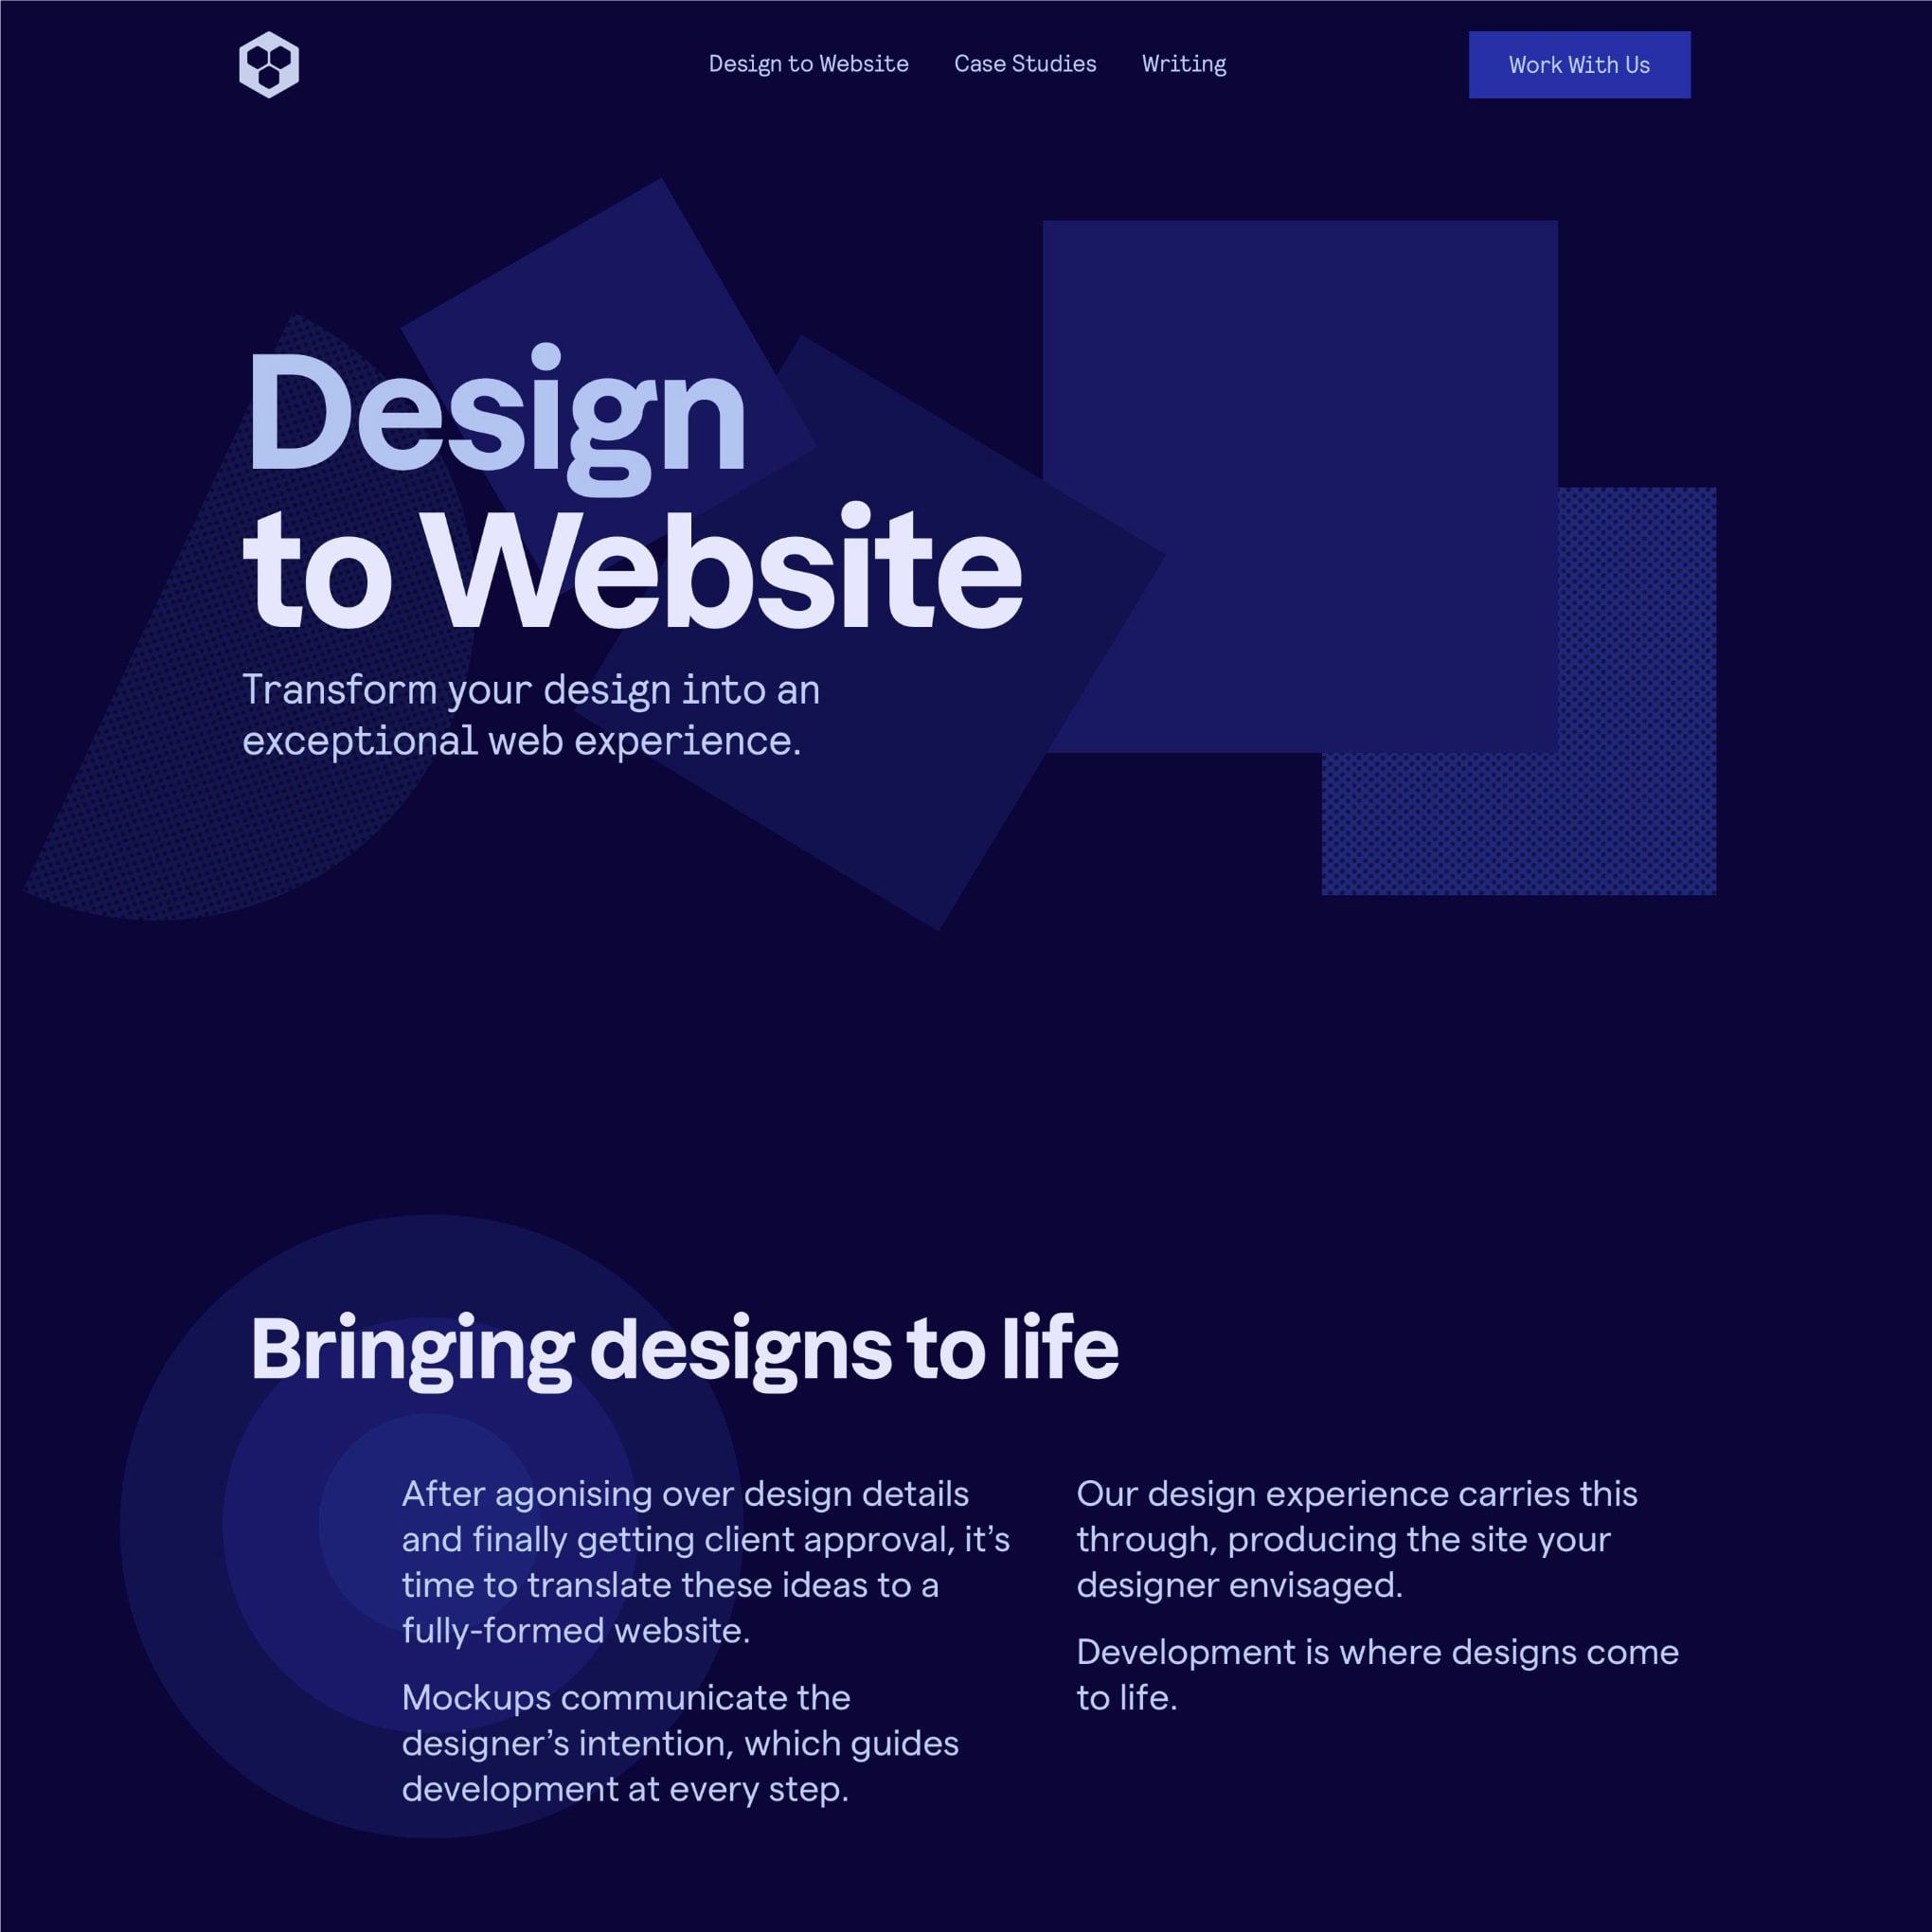 Design to Website
Case Studies
Writing
Work With Us
Design
to Website
Transform your design into an
exceptional web experience.
Bringing designs to life
After agonising over design details
and finally getting client approval, it’s
time to translate these ideas to a
fully-formed website.
Mockups communicate the
designer’s intention, which guides
development at every step.
Our design experience carries this
through, producing the site your
designer envisaged.
Development is where designs come
to life.